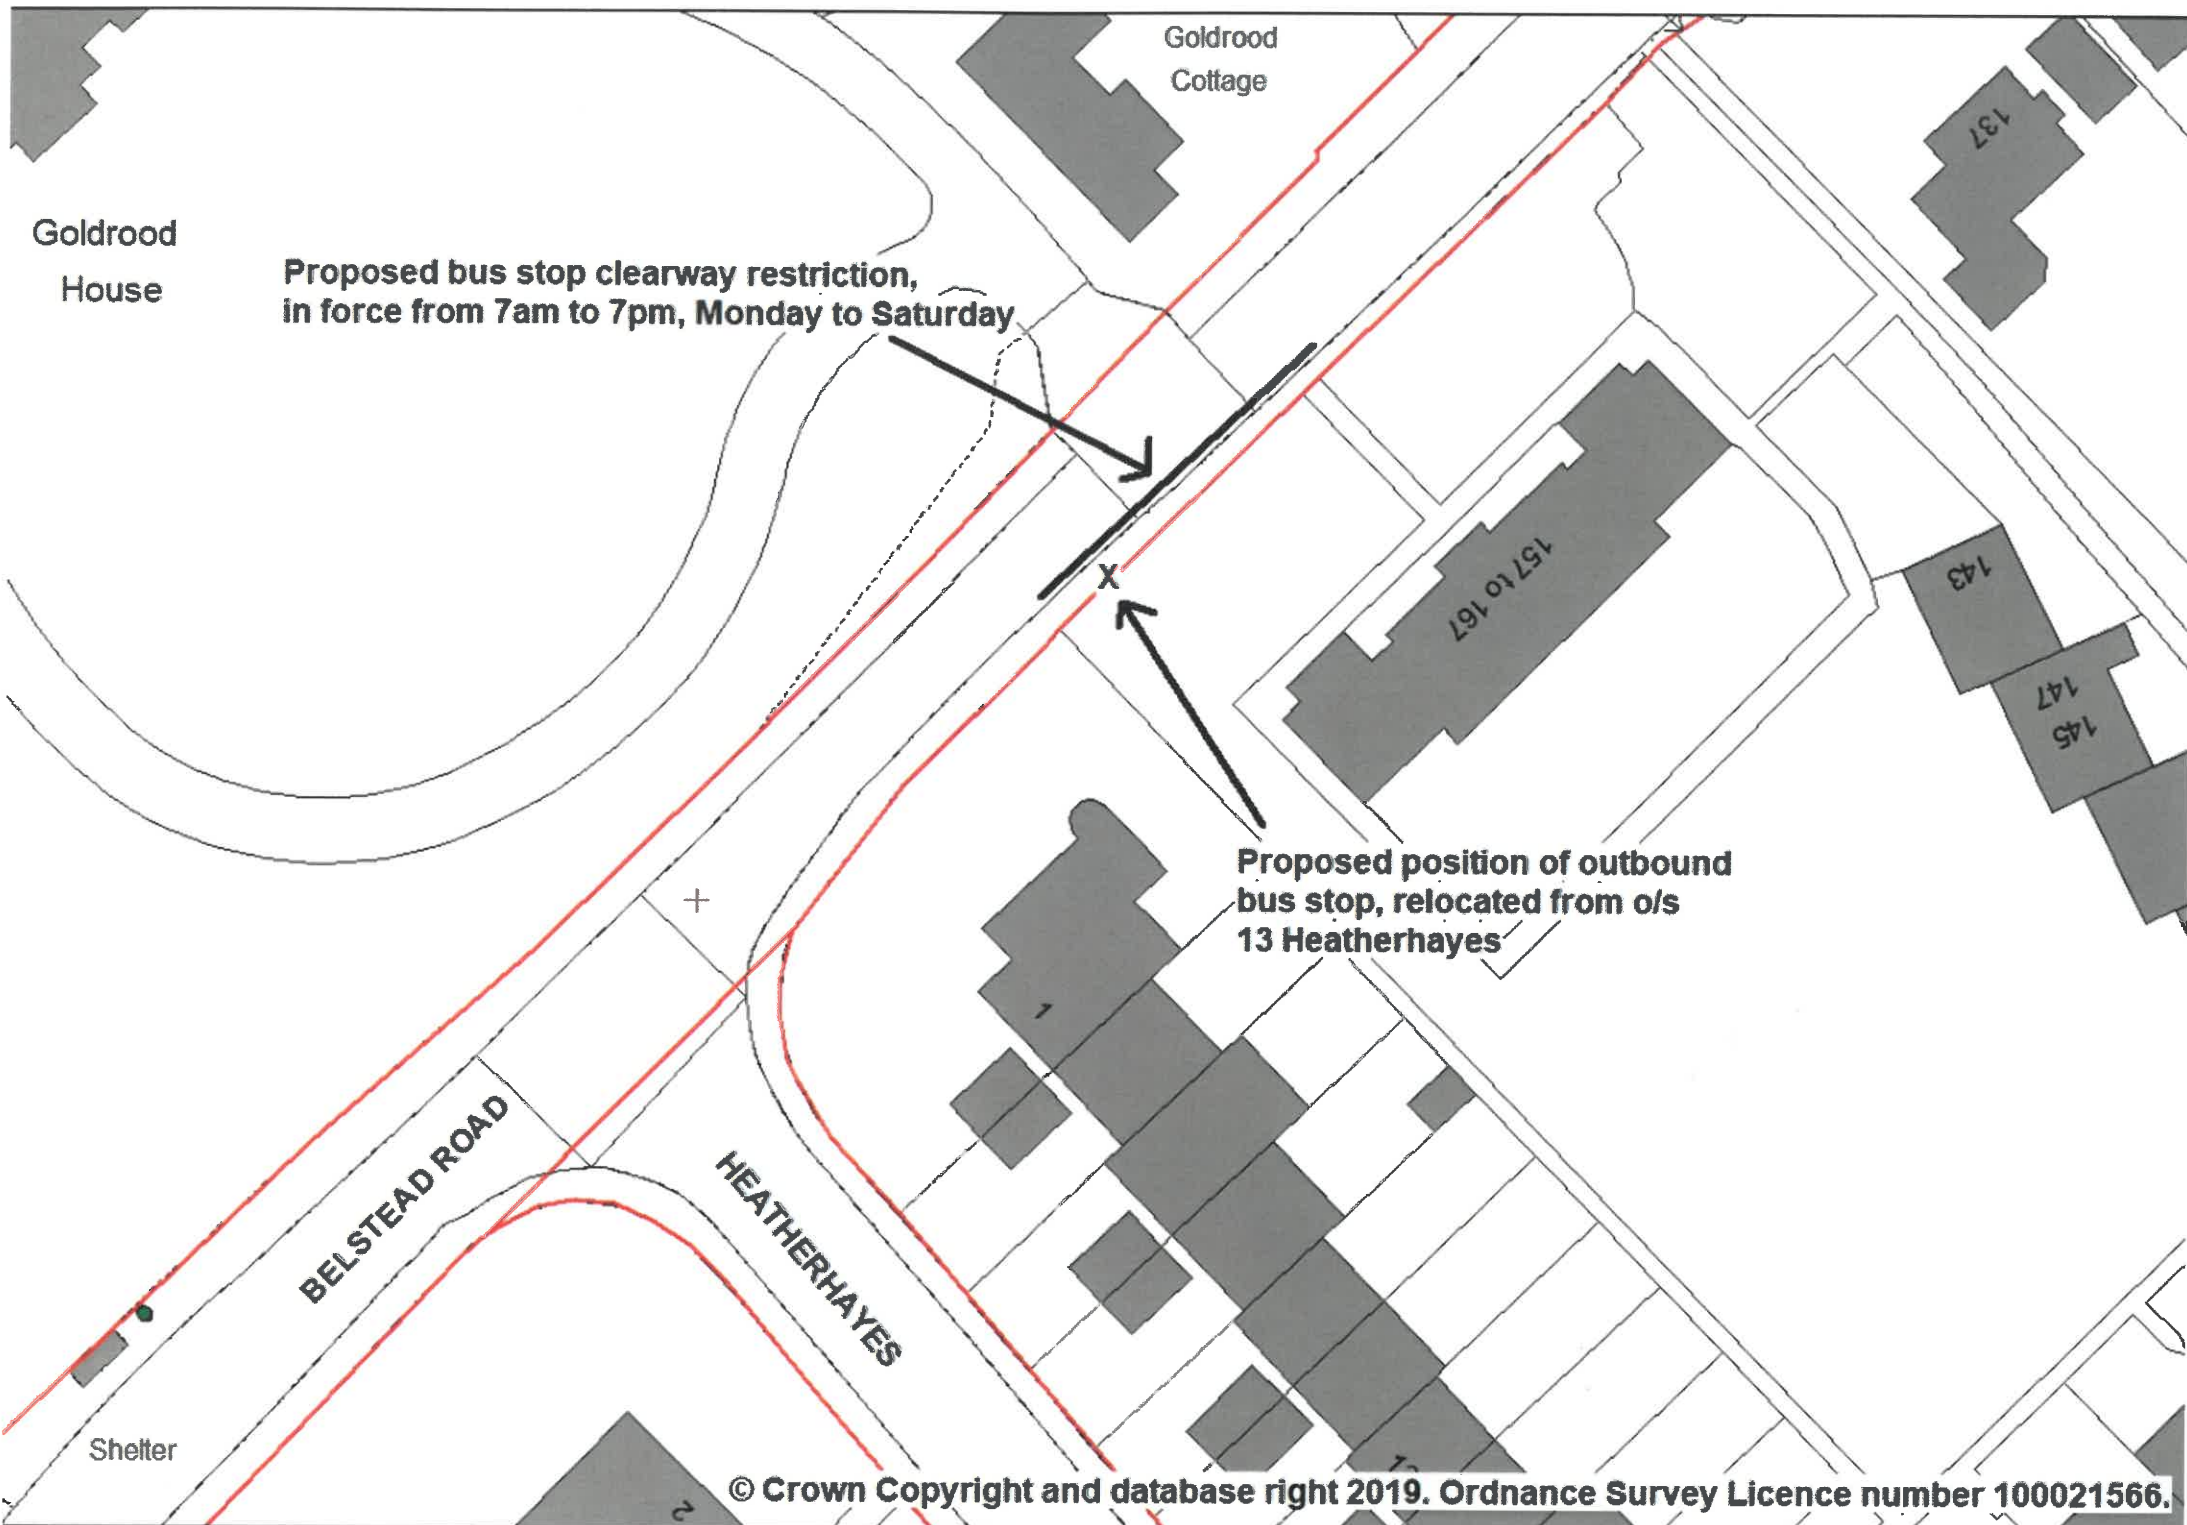 Goldrood
Cottage
137
Goldrood
House
Proposed bus stop clearway restriction,
in force from 7am to 7pm, Monday to Saturday
157 to 167
X
143
147
145
Proposed position of outbound
bus stop, relocated from o/s
13 Heatherhayes
1
BELSTEAD ROAD
HEATHERHAYES
Shelter
2
© Crown Copyright and database right 2019. Ordnance Survey Licence number 100021566.